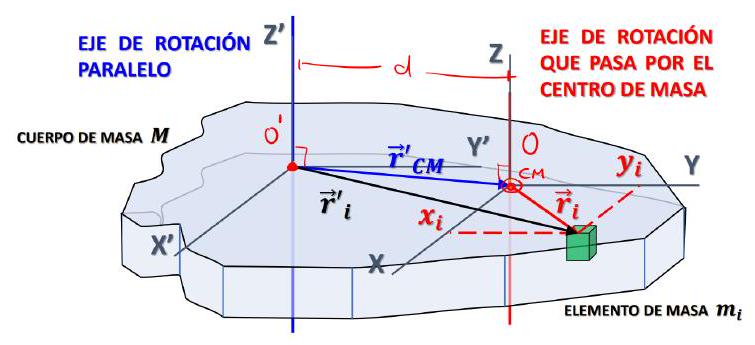 EJE DE ROTACIÓN
PARALELO
Z'
d
Z
EJE DE ROTACIÓN
QUE PASA POR EL
CENTRO DE MASA
CUERPO DE MASA M
O'
Y'
O
r⃗'CM
CM
Y
yᵢ
r⃗'ᵢ
r⃗ᵢ
xᵢ
X'
X
ELEMENTO DE MASA mᵢ